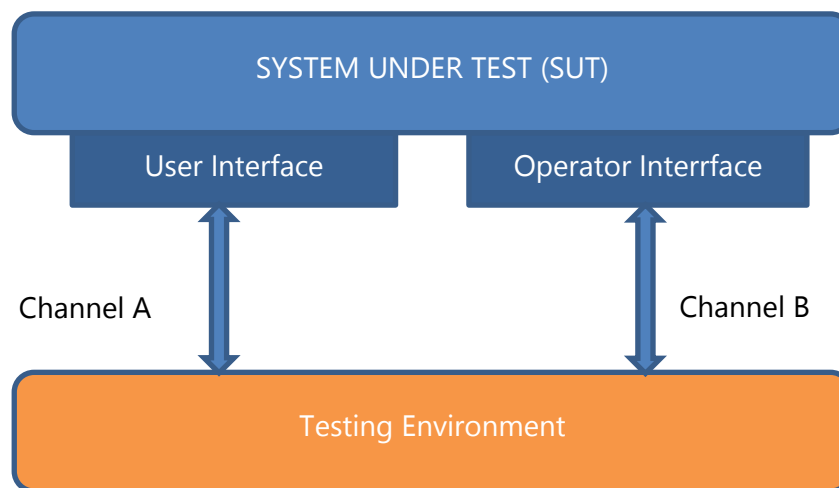 SYSTEM UNDER TEST (SUT)
User Interface
Operator Interrface
Channel A
Channel B
Testing Environment